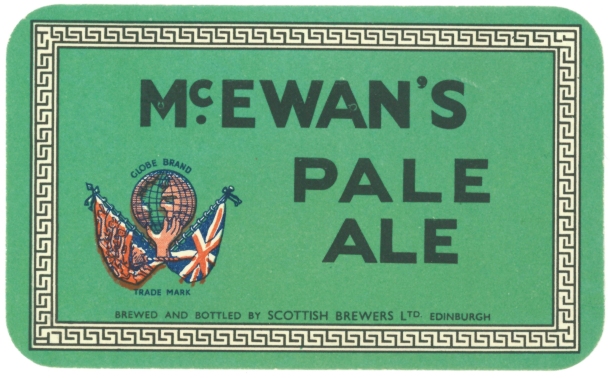 McEWAN'S
PALE
ALE
GLOBE BRAND
TRADE MARK
BREWED AND BOTTLED BY SCOTTISH BREWERS LTD. EDINBURGH